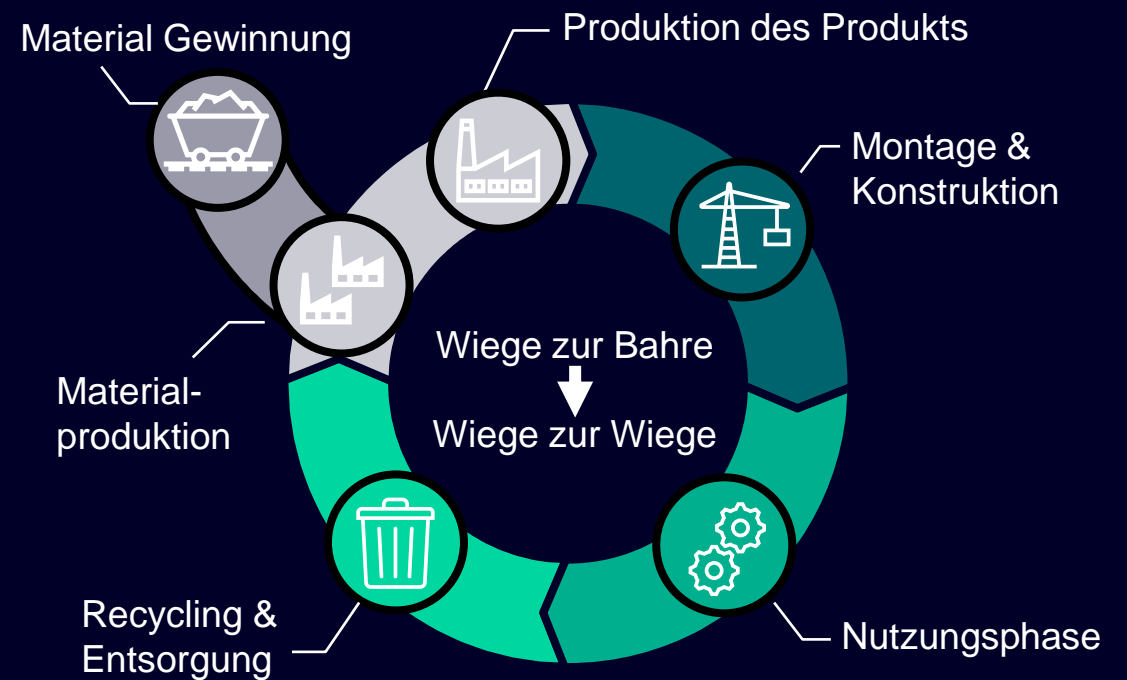 Material Gewinnung
Produktion des Produkts
Montage &
Konstruktion
Wiege zur Bahre
Wiege zur Wiege
Material-
produktion
Recycling &
Entsorgung
Nutzungsphase